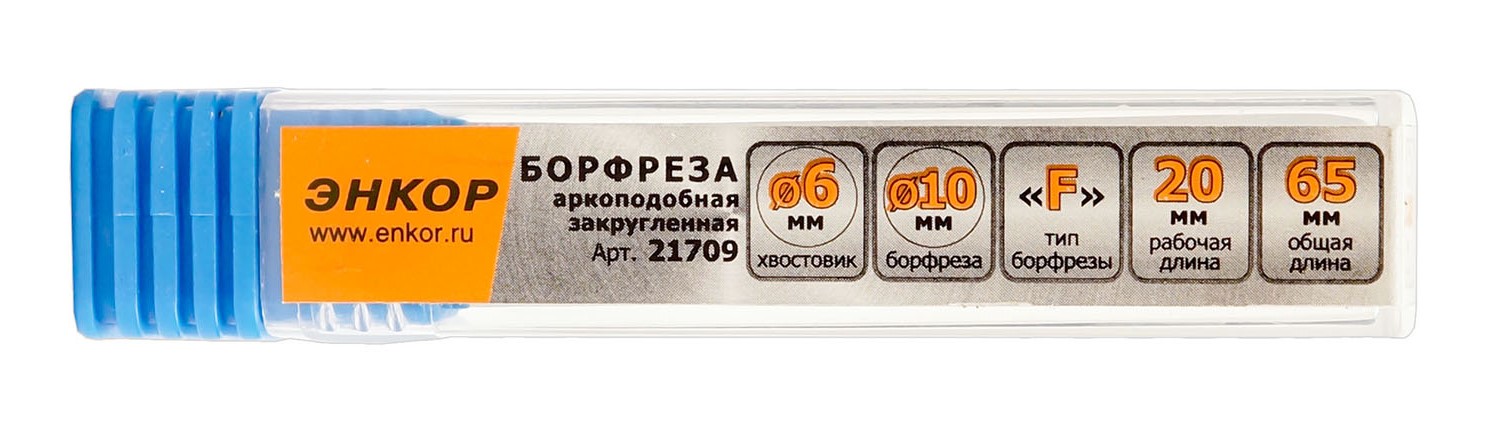 ЭНКОР
www.enkor.ru
БОРФРЕЗА
аркоподобная
закругленная
Арт. 21709
ø6
мм
хвостовик
ø10
мм
борфреза
«F»
тип
борфрезы
20
мм
рабочая
длина
65
мм
общая
длина